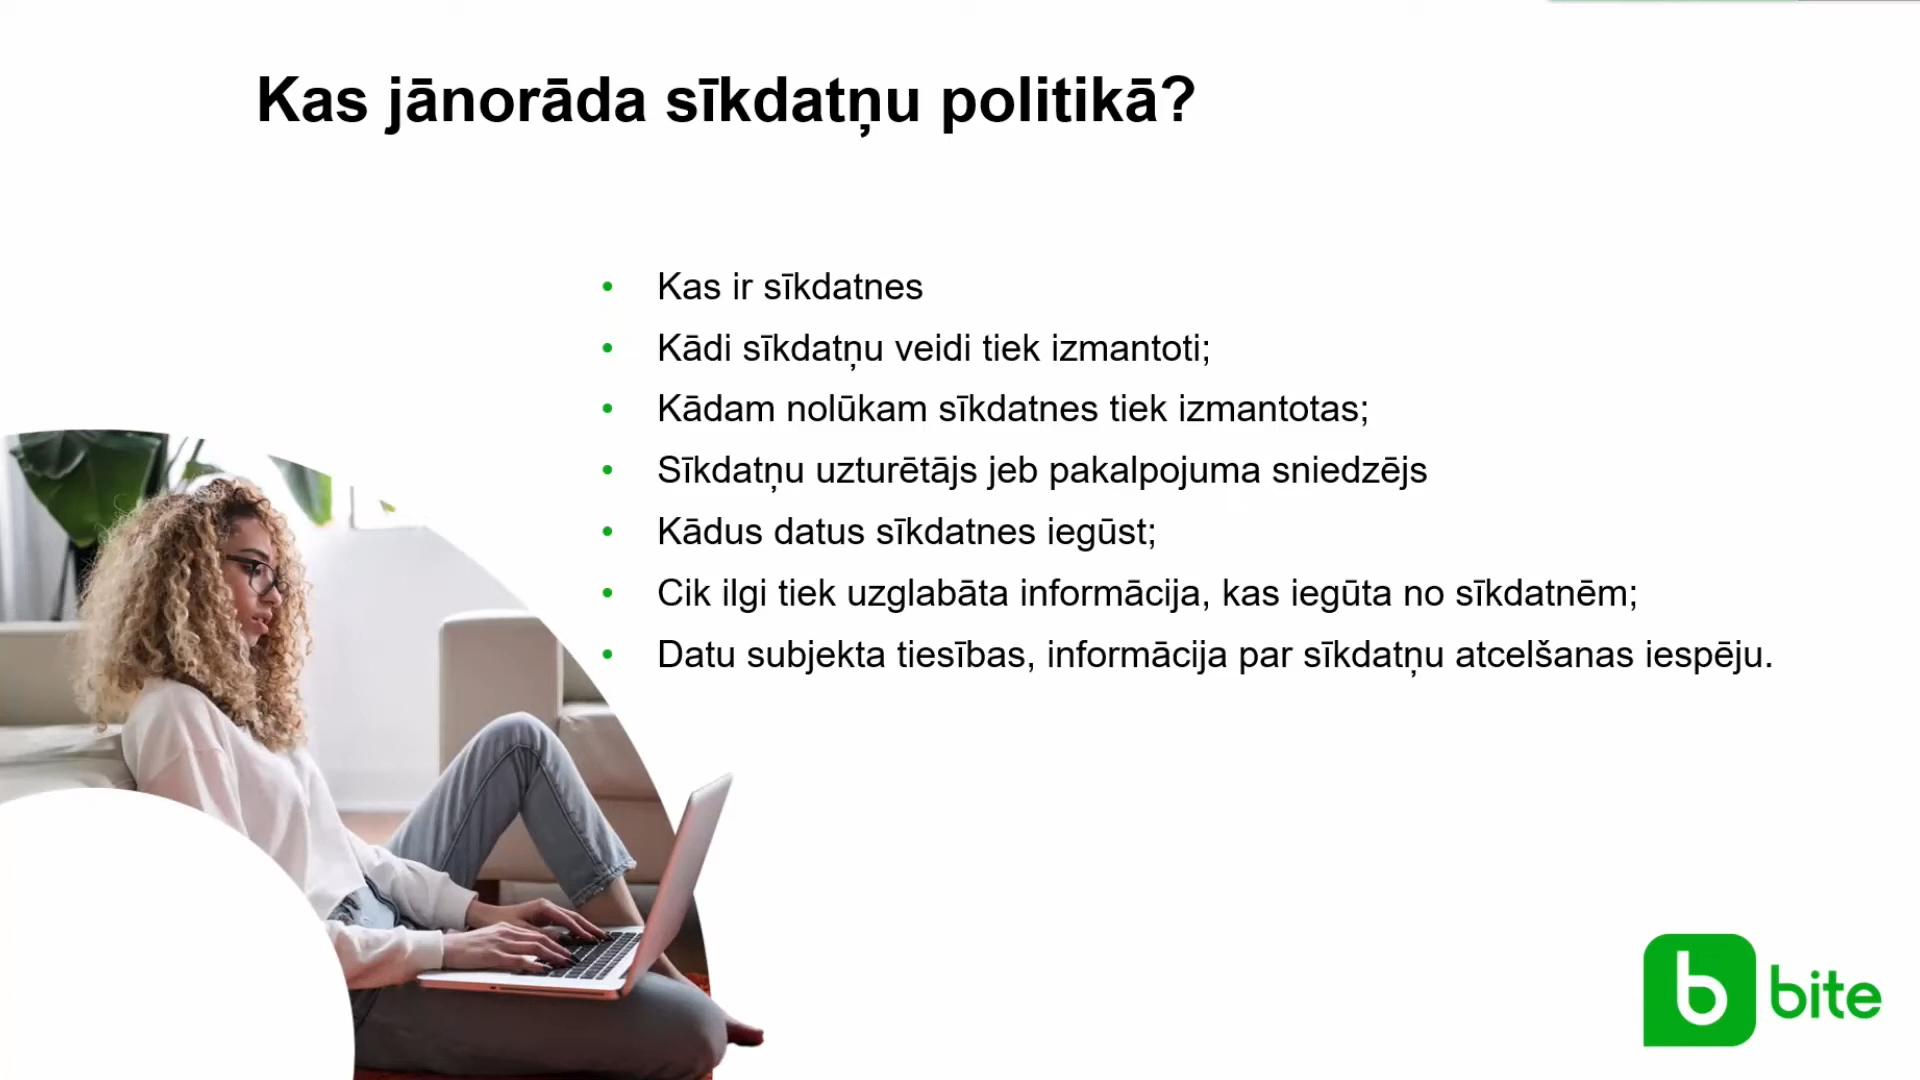 Kas jānorāda sīkdatņu politikā?
• Kas ir sīkdatnes
• Kādi sīkdatņu veidi tiek izmantoti;
• Kādam nolūkam sīkdatnes tiek izmantotas;
• Sīkdatņu uzturētājs jeb pakalpojuma sniedzējs
• Kādus datus sīkdatnes iegūst;
• Cik ilgi tiek uzglabāta informācija, kas iegūta no sīkdatnēm;
• Datu subjekta tiesības, informācija par sīkdatņu atcelšanas iespēju.
b bite